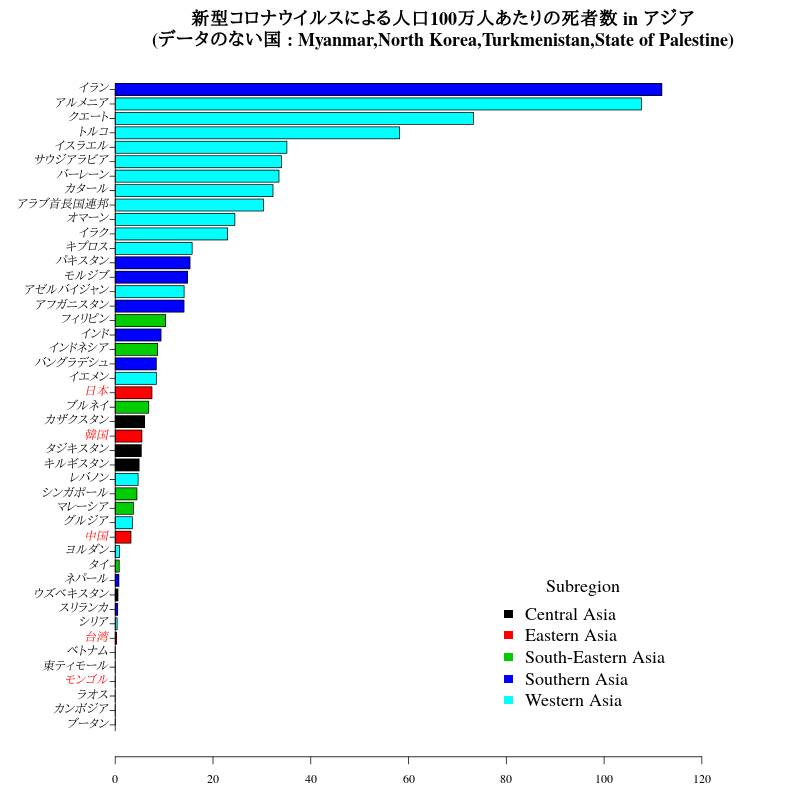 新型コロナウイルスによる人口100万人あたりの死者数 in アジア
(データのない国 : Myanmar,North Korea,Turkmenistan,State of Palestine)
イラン
アルメニア
クエート
トルコ
イスラエル
サウジアラビア
バーレーン
カタール
アラブ首長国連邦
オマーン
イラク
キプロス
パキスタン
モルジブ
アゼルバイジャン
アフガニスタン
フィリピン
インド
インドネシア
バングラデシュ
イエメン
日本
ブルネイ
カザクスタン
韓国
タジキスタン
キルギスタン
レバノン
シンガポール
マレーシア
グルジア
中国
ヨルダン
タイ
ネパール
ウズベキスタン
スリランカ
シリア
台湾
ベトナム
東ティモール
モンゴル
ラオス
カンボジア
ブータン
Subregion
Central Asia
Eastern Asia
South-Eastern Asia
Southern Asia
Western Asia
0 20 40 60 80 100 120